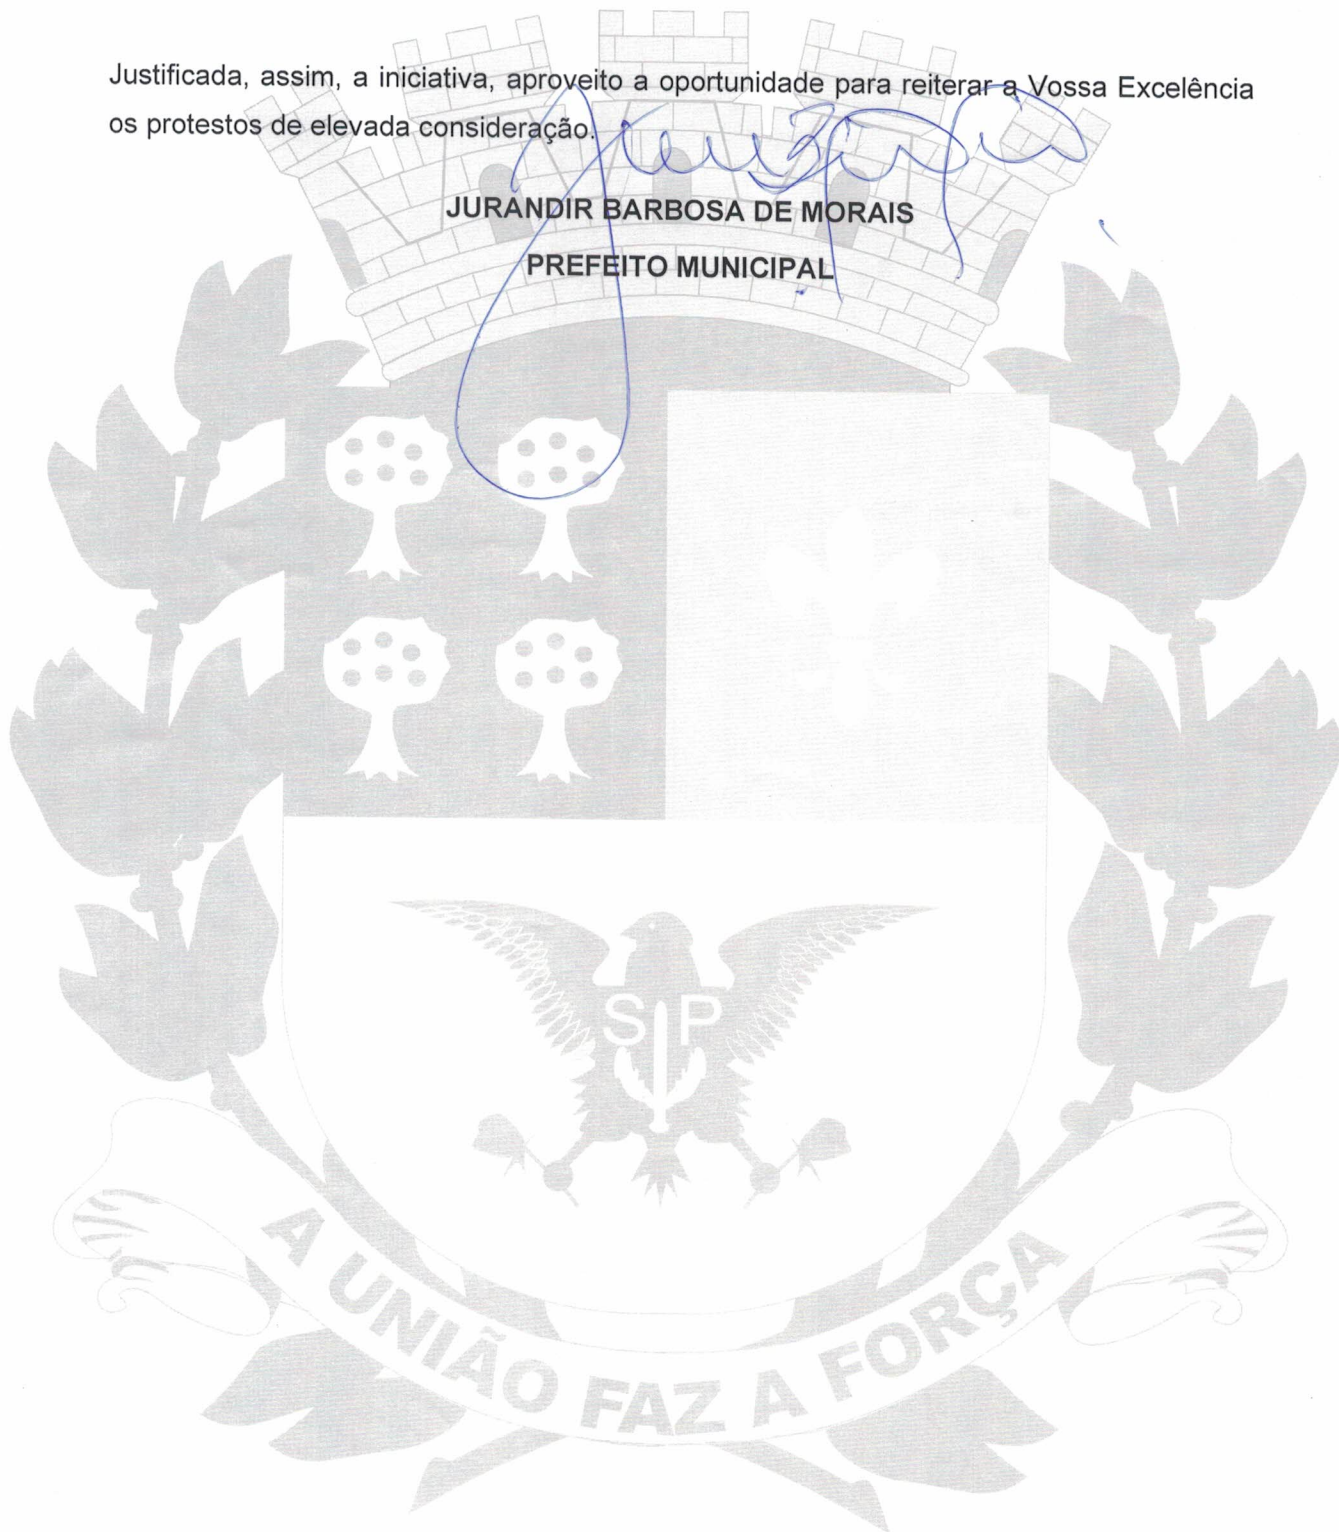 Justificada, assim, a iniciativa, aproveito a oportunidade para reiterar a Vossa Excelência
os protestos de elevada consideração.
JURANDIR BARBOSA DE MORAIS
PREFEITO MUNICIPAL
S P
A UNIÃO FAZ A FORÇA